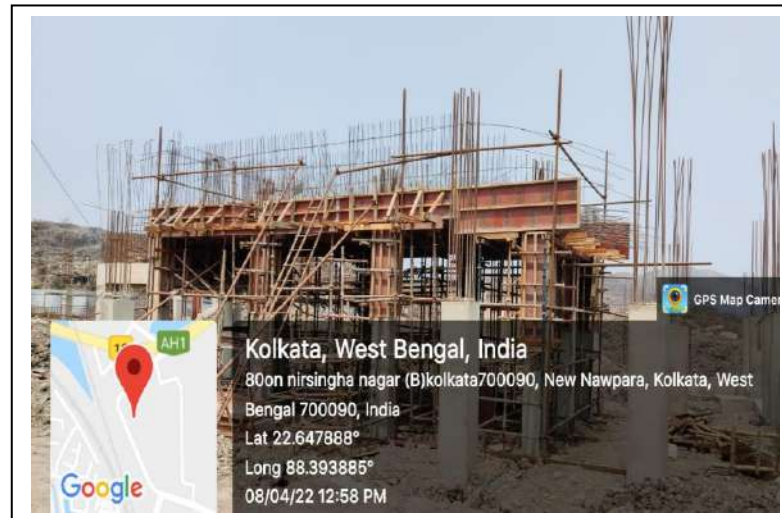 GPS Map Camer
AH1
Kolkata, West Bengal, India
80on nirsingha nagar (B)kolkata700090, New Nawpara, Kolkata, West
Bengal 700090, India
Lat 22.647888°
Long 88.393885°
08/04/22 12:58 PM
Google